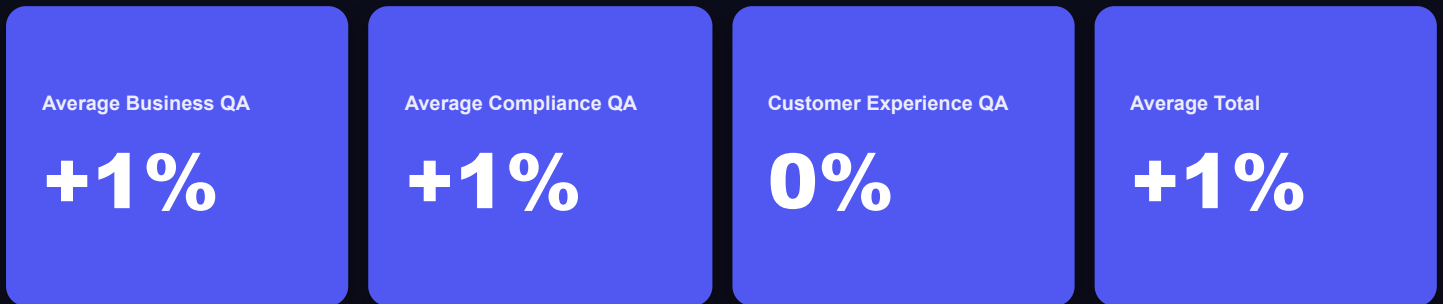 Average Business QA
+1%
Average Compliance QA
+1%
Customer Experience QA
0%
Average Total
+1%